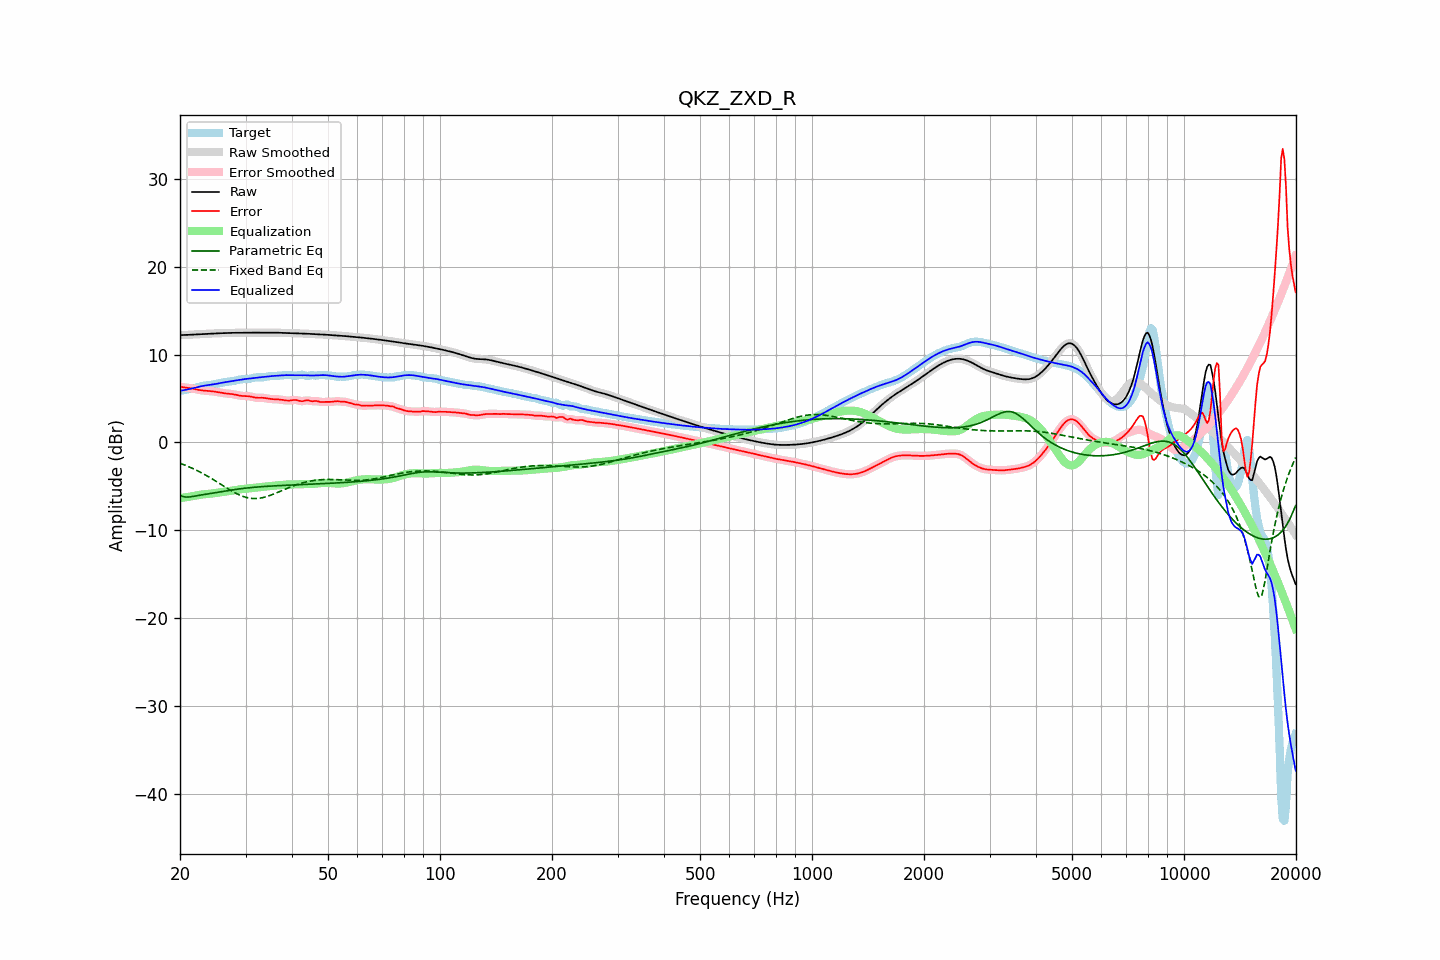 QKZ_ZXD_R
Target
Raw Smoothed
Error Smoothed
Raw
Error
Equalization
Parametric Eq
Fixed Band Eq
Equalized
30
20
10
0
−10
−20
−30
−40
Amplitude (dBr)
20 50 100 200 500 1000 2000 5000 10000 20000
Frequency (Hz)